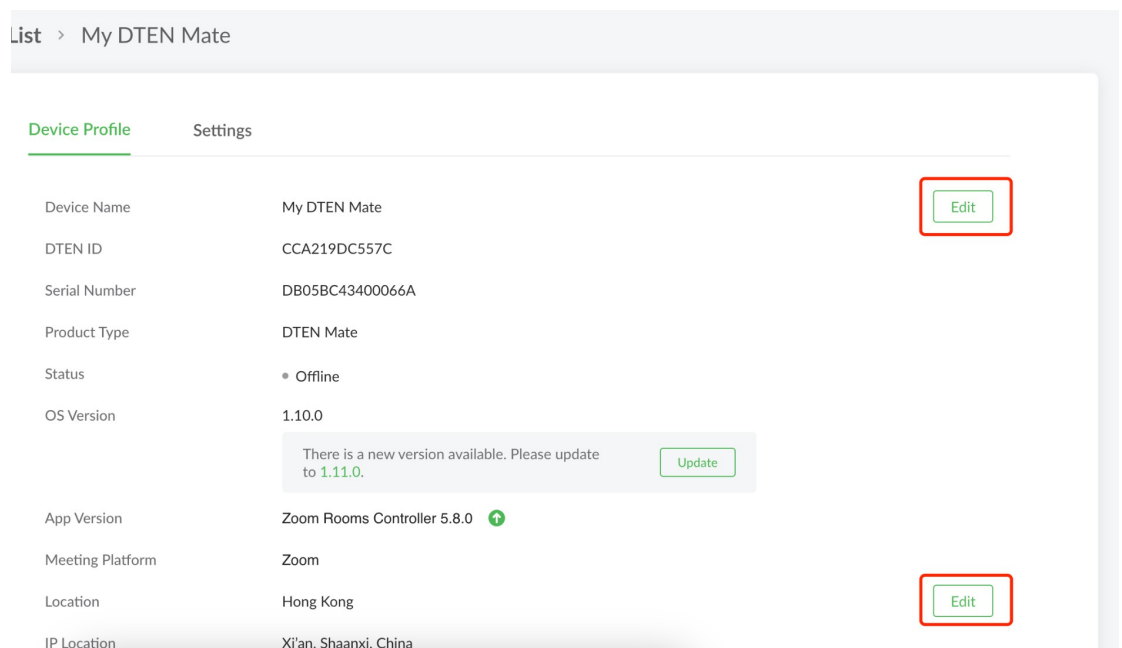 List > My DTEN Mate
Device Profile Settings
Device Name My DTEN Mate Edit
DTEN ID CCA219DC557C
Serial Number DB05BC43400066A
Product Type DTEN Mate
Status Offline
OS Version 1.10.0
There is a new version available. Please update
to 1.11.0. Update
App Version Zoom Rooms Controller 5.8.0
Meeting Platform Zoom
Location Hong Kong Edit
IP Location Xi'an, Shaanxi, China